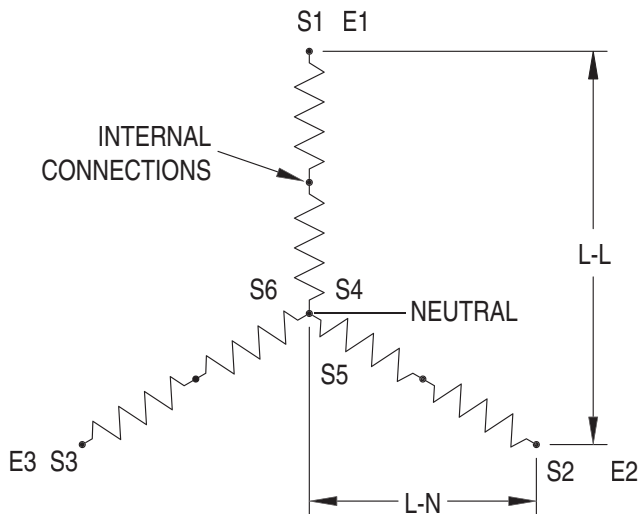 S1 E1
INTERNAL
CONNECTIONS
L-L
S6 S4
NEUTRAL
S5
E3 S3
S2 E2
L-N